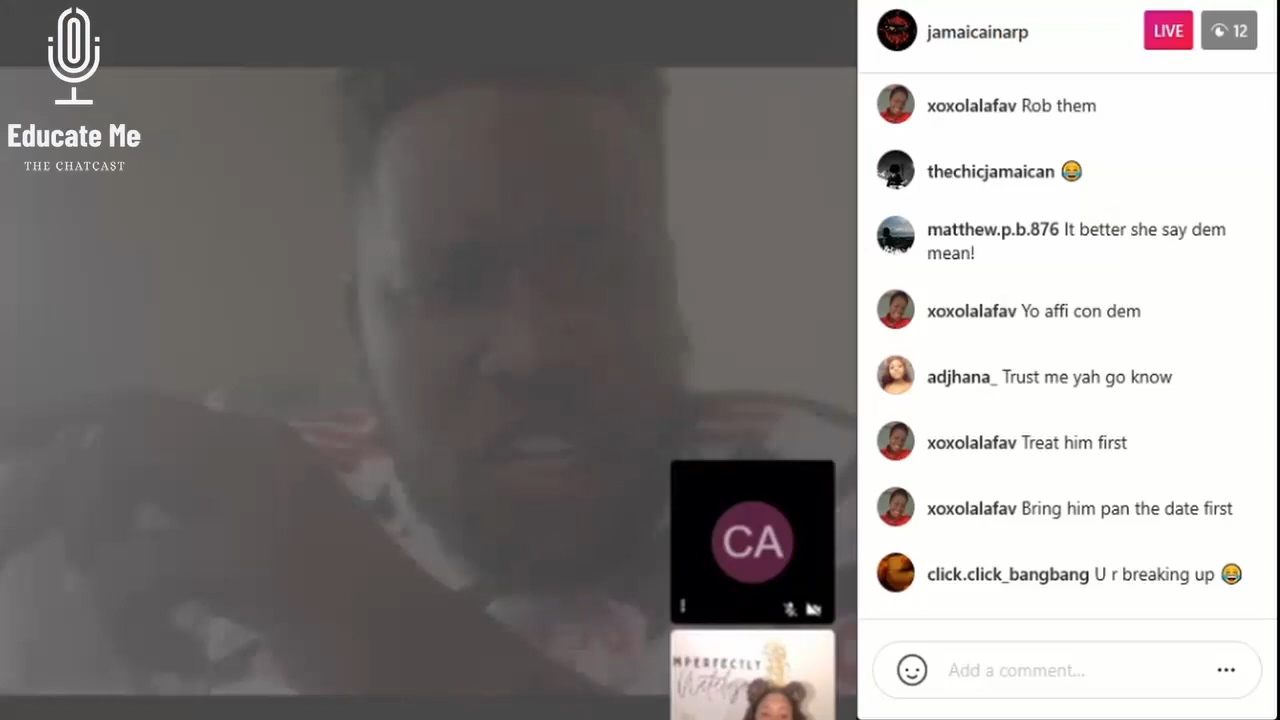 Educate Me
THE CHATCAST
jamaicainarp
LIVE
12
xoxolalafav Rob them
thechicjamaican 😂
matthew.p.b.876 It better she say dem
mean!
xoxolalafav Yo affi con dem
adjhana_ Trust me yah go know
xoxolalafav Treat him first
xoxolalafav Bring him pan the date first
click.click_bangbang U r breaking up 😂
Add a comment...
CA
MPERFECTLY